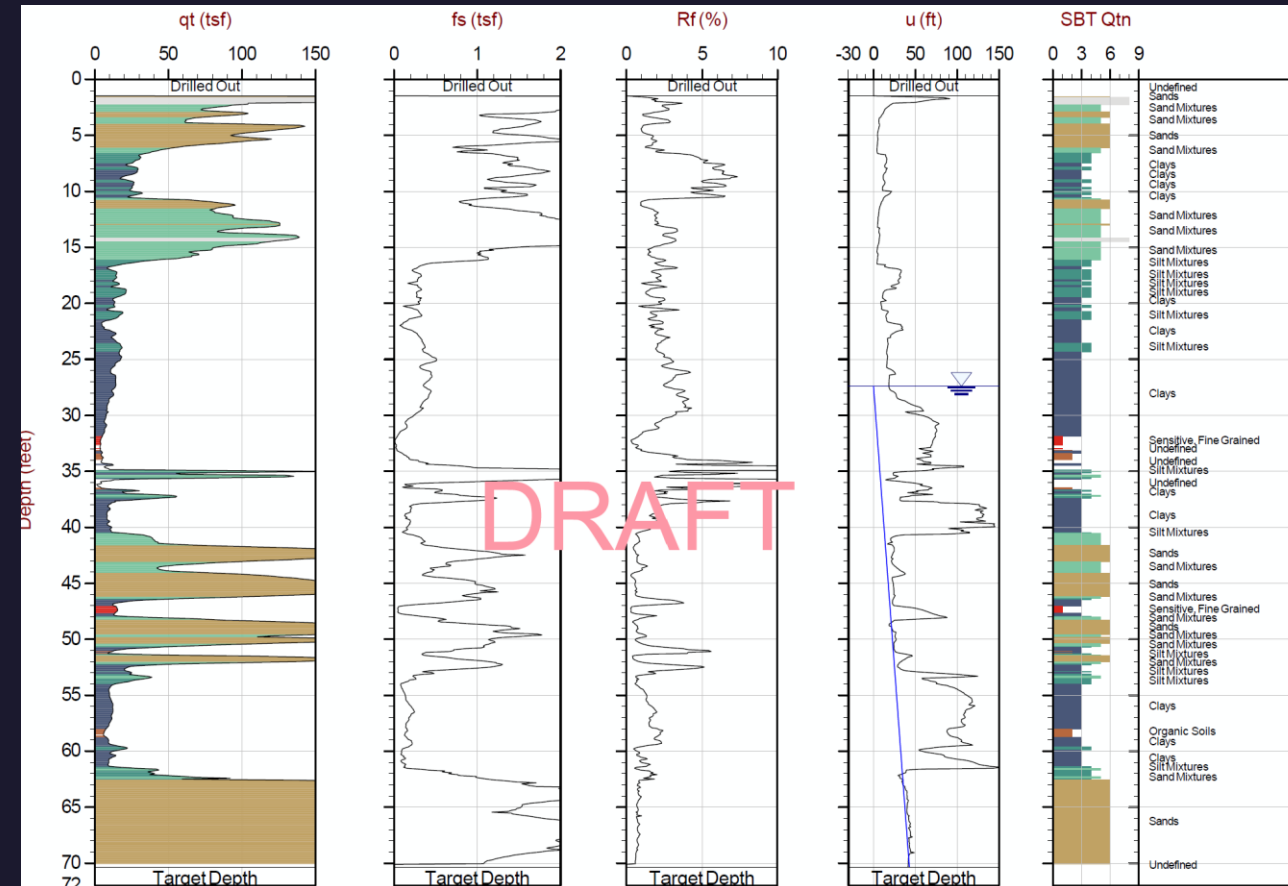 qt (tsf) fs (tsf) Rf (%) u (ft) SBT Qtn
0 50 100 150 0 1 2 0 5 10 -30 0 50 100 150 0 3 6 9
0 Drilled Out Drilled Out Drilled Out Drilled Out
Undefined
Sands
Sand Mixtures
Sand Mixtures
5 Sands
Sand Mixtures
Clays
Clays
Clays
10 Clays
Sand Mixtures
Sand Mixtures
15 Sand Mixtures
Silt Mixtures
Silt Mixtures
Silt Mixtures
Silt Mixtures
20 Clays
Silt Mixtures
Clays
Silt Mixtures
25
Clays
30
Sensitive, Fine Grained
Undefined
Undefined
35 Silt Mixtures
Undefined
Clays
Depth (feet)
DRAFT
Clays
40 Silt Mixtures
Sands
Sand Mixtures
45 Sands
Sand Mixtures
Sensitive, Fine Grained
Sand Mixtures
Sands
50 Sand Mixtures
Sand Mixtures
Silt Mixtures
Sand Mixtures
Silt Mixtures
Silt Mixtures
55
Clays
Organic Soils
Clays
60
Clays
Silt Mixtures
Sand Mixtures
65
Sands
70 Undefined
72 Target Depth Target Depth Target Depth Target Depth